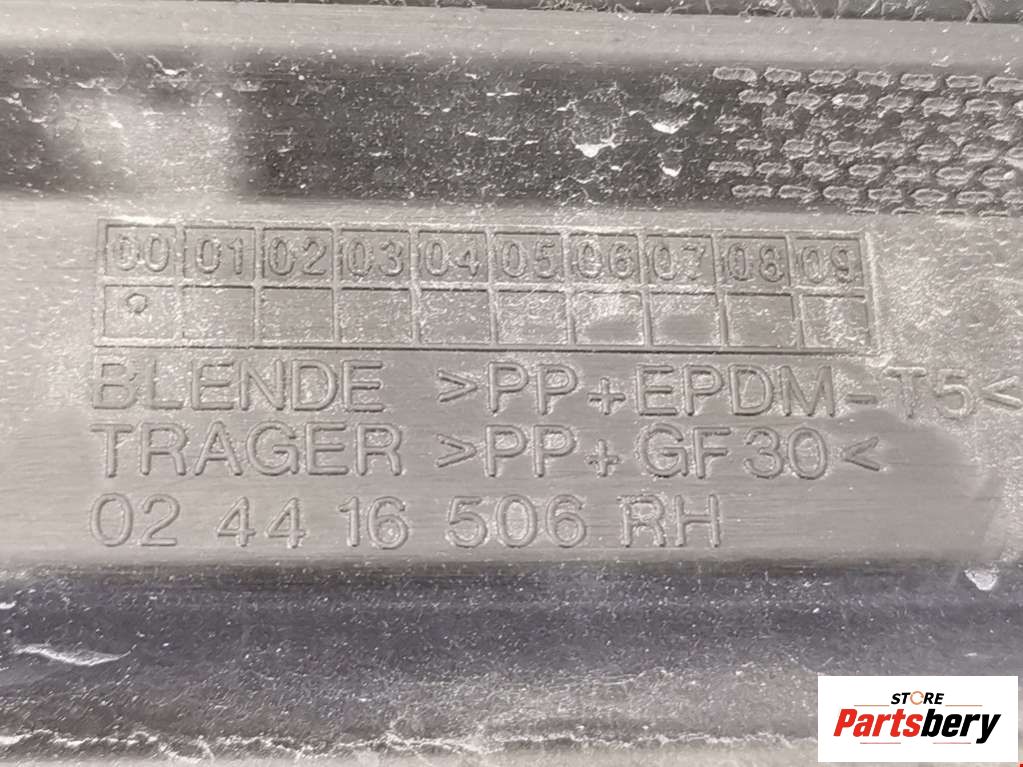 00 01 02 03 04 05 06 07 08 09
BLENDE >PP+EPDM-T5<
TRAGER >PP+GF30<
02 44 16 506 RH
STORE
Partsbery